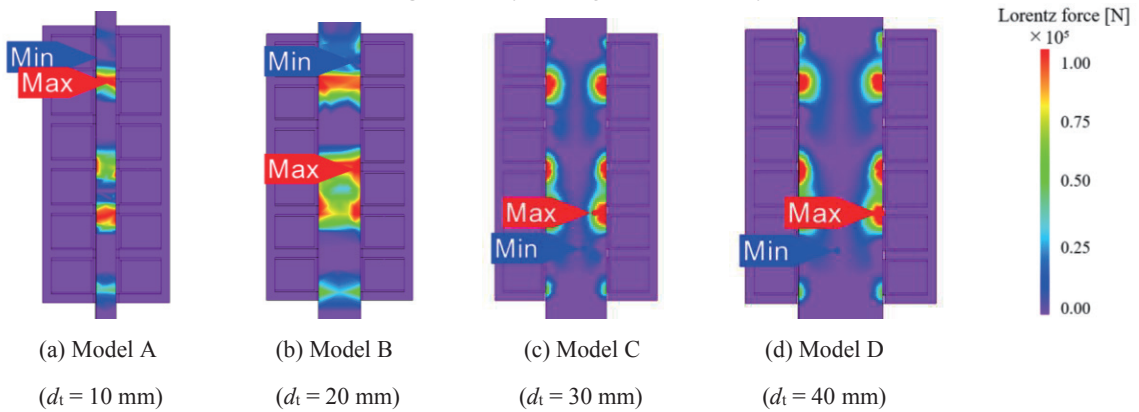 Lorentz force [N]
× 10⁵
1.00
0.75
0.50
0.25
0.00
Min
Max
Min
Max
Max
Min
Max
Min
(a) Model A
(b) Model B
(c) Model C
(d) Model D
(dt = 10 mm)
(dt = 20 mm)
(dt = 30 mm)
(dt = 40 mm)